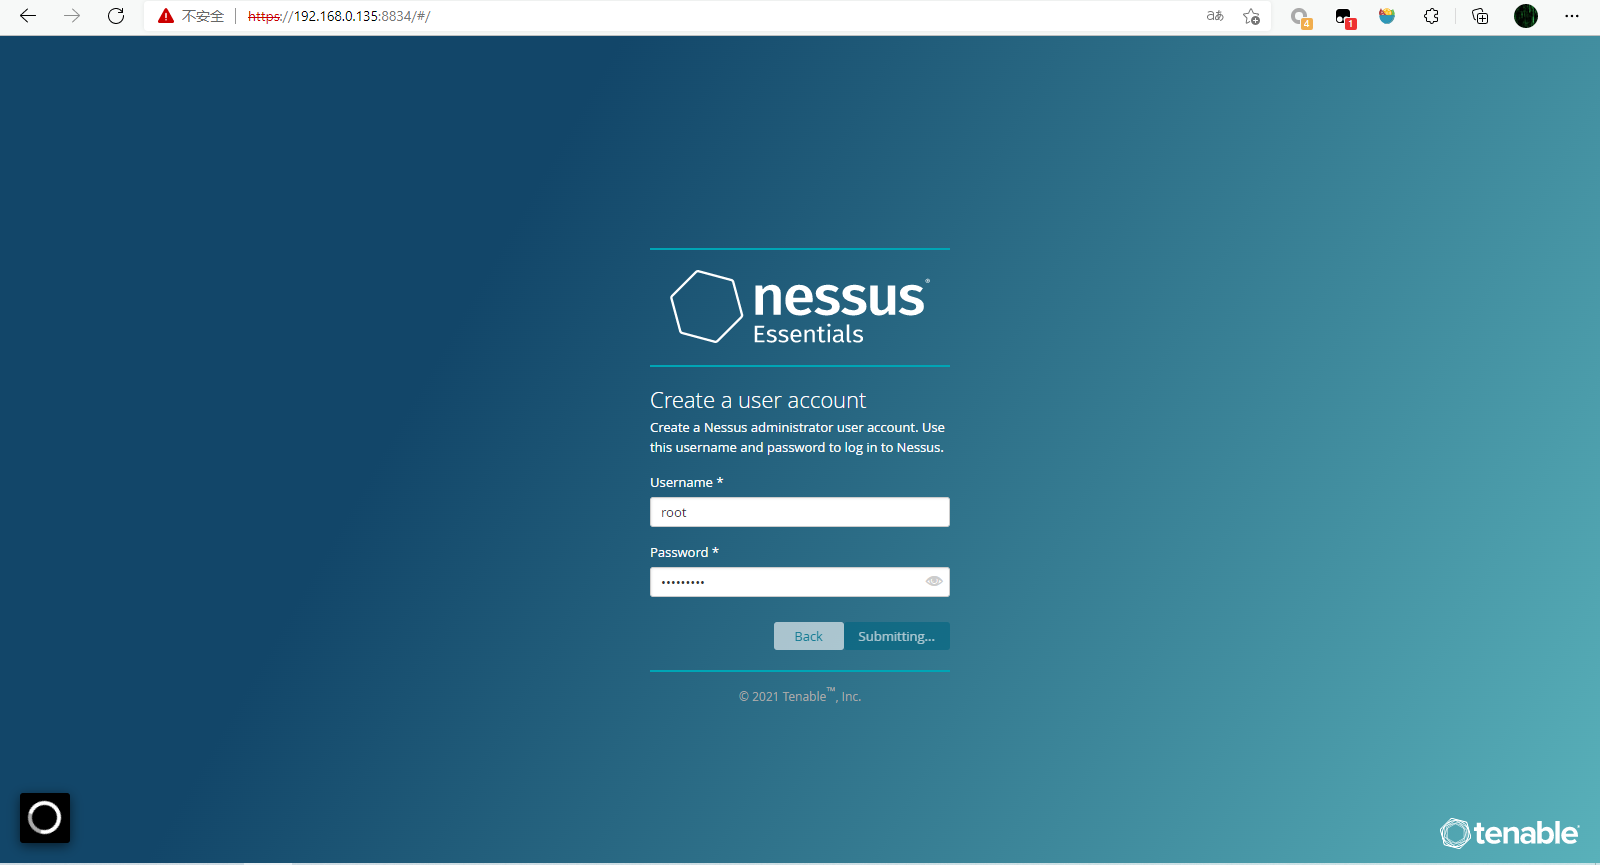 不安全 https://192.168.0.135:8834/#/ aあ 4 1
nessus®
Essentials
Create a user account
Create a Nessus administrator user account. Use
this username and password to log in to Nessus.
Username *
root
Password *
•••••••••
Back Submitting...
© 2021 Tenable™, Inc.
tenable®